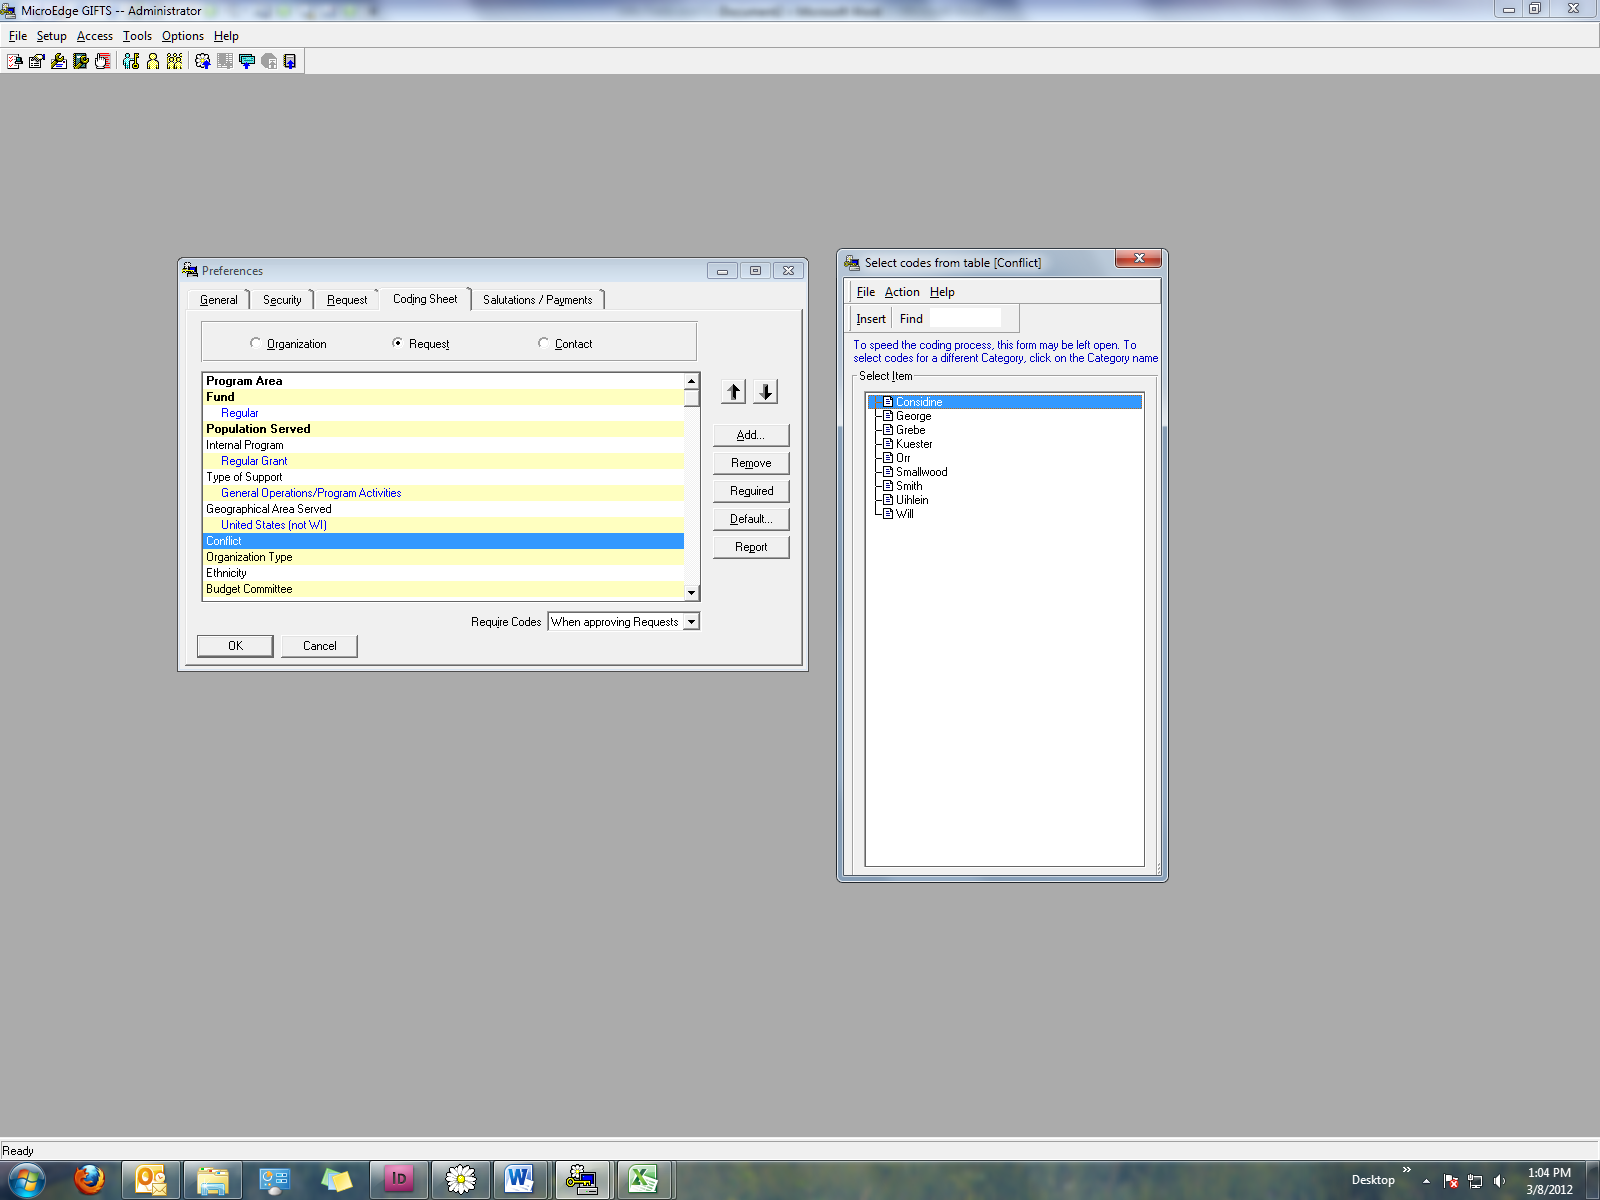 MicroEdge GIFTS -- Administrator
File Setup Access Tools Options Help
Preferences
General Security Request Coding Sheet Salutations / Payments
Organization Request Contact
Program Area
Fund
Regular
Population Served
Internal Program
Regular Grant
Type of Support
General Operations/Program Activities
Geographical Area Served
United States (not WI)
Conflict
Organization Type
Ethnicity
Budget Committee
Add...
Remove
Required
Default...
Report
Require Codes When approving Requests
OK Cancel
Select codes from table [Conflict]
File Action Help
Insert Find
To speed the coding process, this form may be left open. To
select codes for a different Category, click on the Category name
Select Item
Considine
George
Grebe
Kuester
Orr
Smallwood
Smith
Uihlein
Will
Ready
Desktop
1:04 PM
3/8/2012